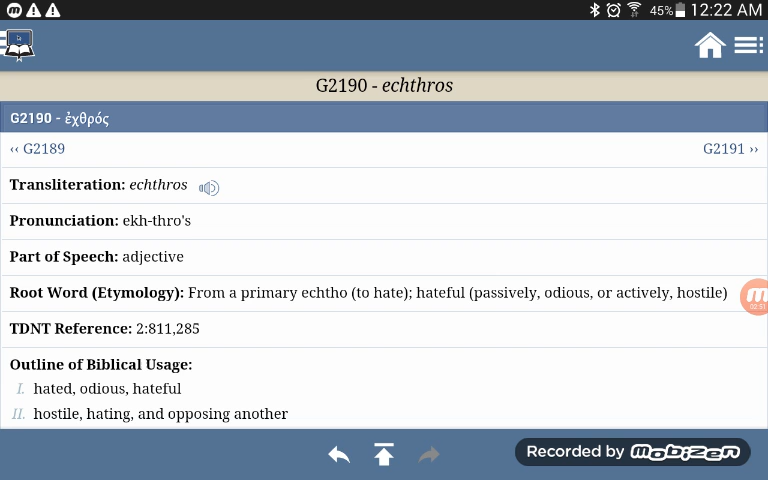 45% 12:22 AM
G2190 - echthros
G2190 - ἐχθρός
‹‹ G2189 G2191 ››
Transliteration: echthros
Pronunciation: ekh-thro's
Part of Speech: adjective
Root Word (Etymology): From a primary echtho (to hate); hateful (passively, odious, or actively, hostile)
TDNT Reference: 2:811,285
Outline of Biblical Usage:
I. hated, odious, hateful
II. hostile, hating, and opposing another
Recorded by mobizen